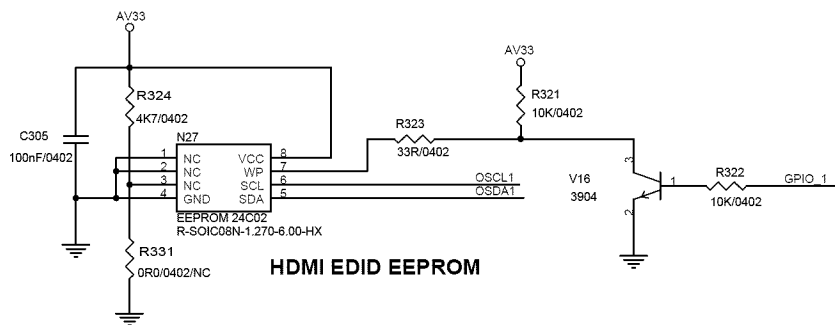 AV33
AV33
R324
4K7/0402
R321
10K/0402
C305
100nF/0402
N27
R323
33R/0402
1 NC VCC 8
2 NC WP 7
3 NC SCL 6 OSCL1
4 GND SDA 5 OSDA1
3
V16
3904
1
R322
10K/0402
GPIO_1
2
EEPROM 24C02
R-SOIC08N-1.270-6.00-HX
R331
0R0/0402/NC
HDMI EDID EEPROM